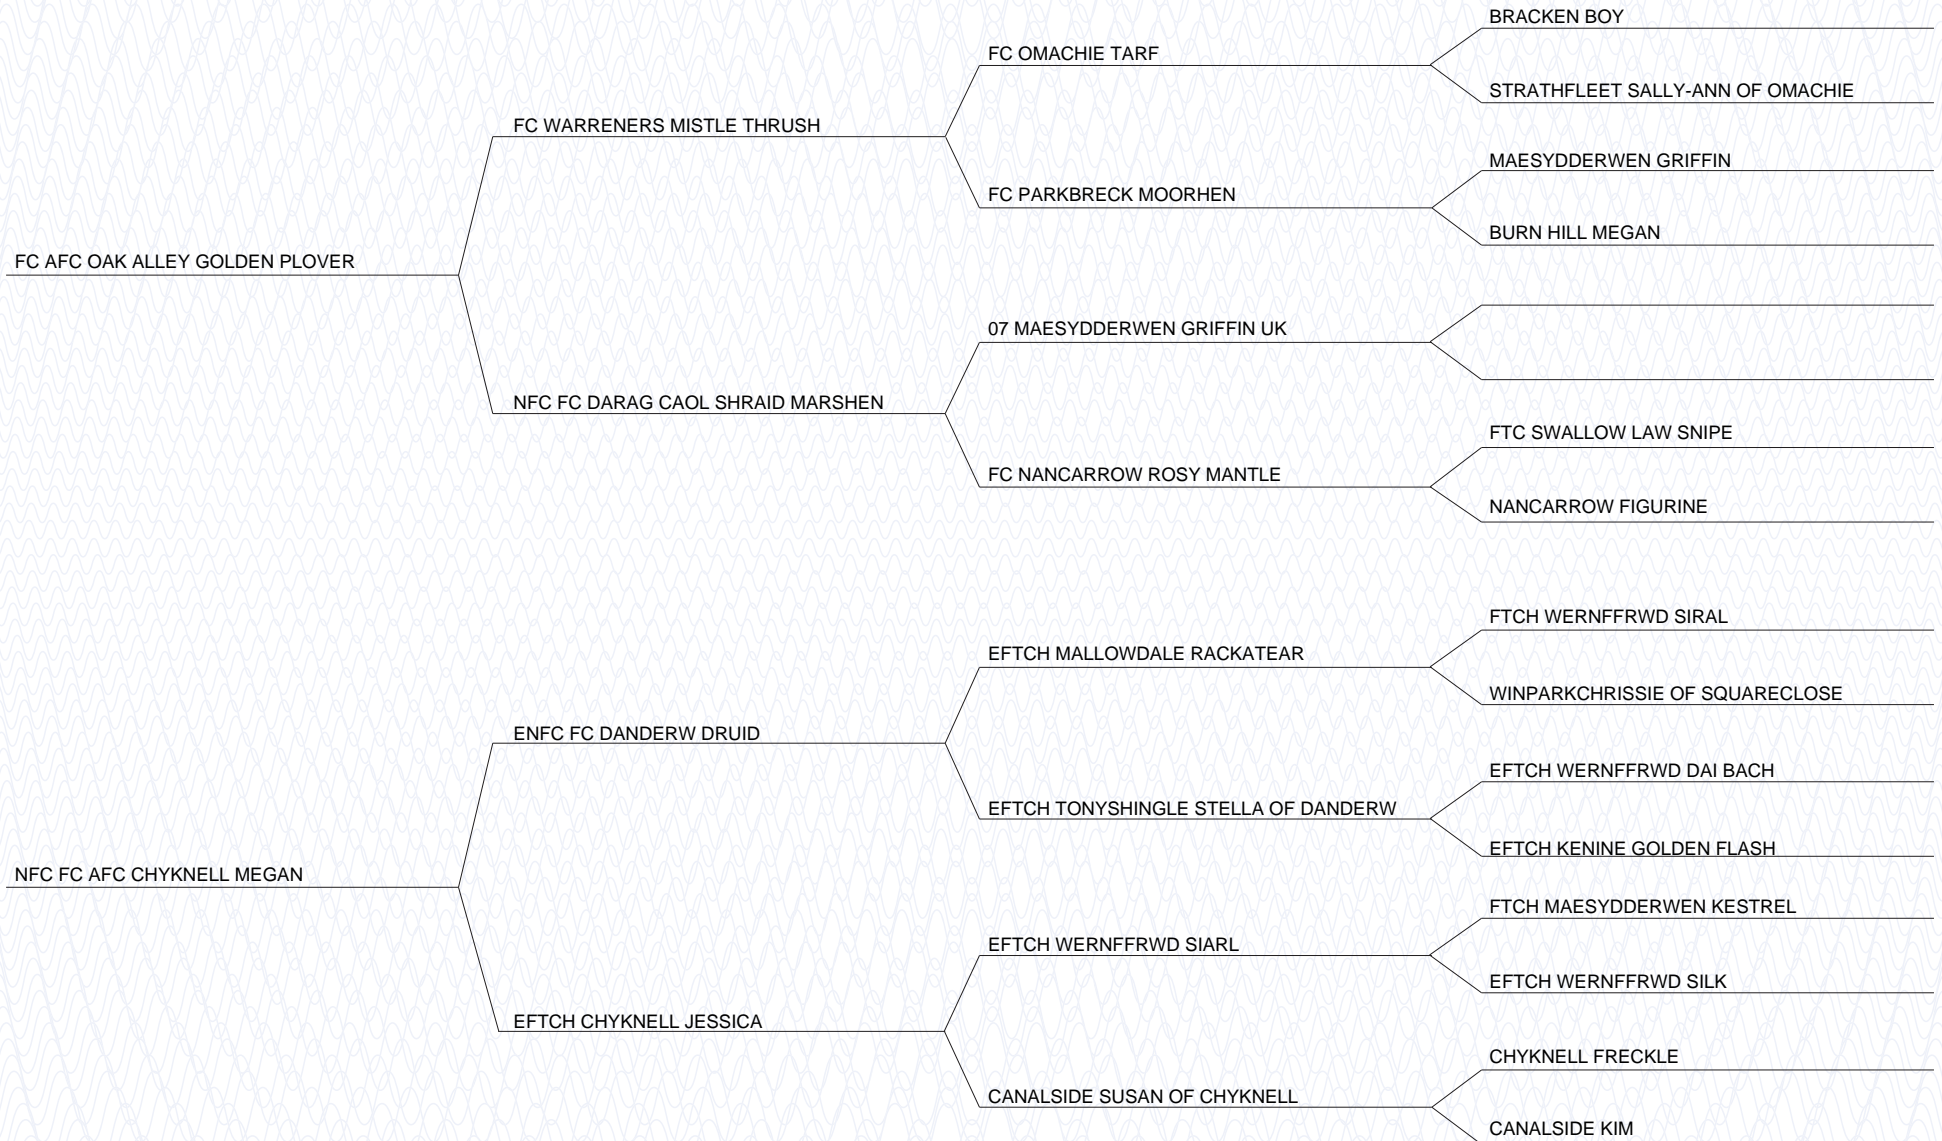 BRACKEN BOY
FC OMACHIE TARF
STRATHFLEET SALLY-ANN OF OMACHIE
FC WARRENERS MISTLE THRUSH
MAESYDDERWEN GRIFFIN
FC PARKBRECK MOORHEN
BURN HILL MEGAN
FC AFC OAK ALLEY GOLDEN PLOVER
07 MAESYDDERWEN GRIFFIN UK
NFC FC DARAG CAOL SHRAID MARSHEN
FTC SWALLOW LAW SNIPE
FC NANCARROW ROSY MANTLE
NANCARROW FIGURINE
FTCH WERNFFRWD SIRAL
EFTCH MALLOWDALE RACKATEAR
WINPARKCHRISSIE OF SQUARECLOSE
ENFC FC DANDERW DRUID
EFTCH WERNFFRWD DAI BACH
EFTCH TONYSHINGLE STELLA OF DANDERW
EFTCH KENINE GOLDEN FLASH
NFC FC AFC CHYKNELL MEGAN
FTCH MAESYDDERWEN KESTREL
EFTCH WERNFFRWD SIARL
EFTCH WERNFFRWD SILK
EFTCH CHYKNELL JESSICA
CHYKNELL FRECKLE
CANALSIDE SUSAN OF CHYKNELL
CANALSIDE KIM